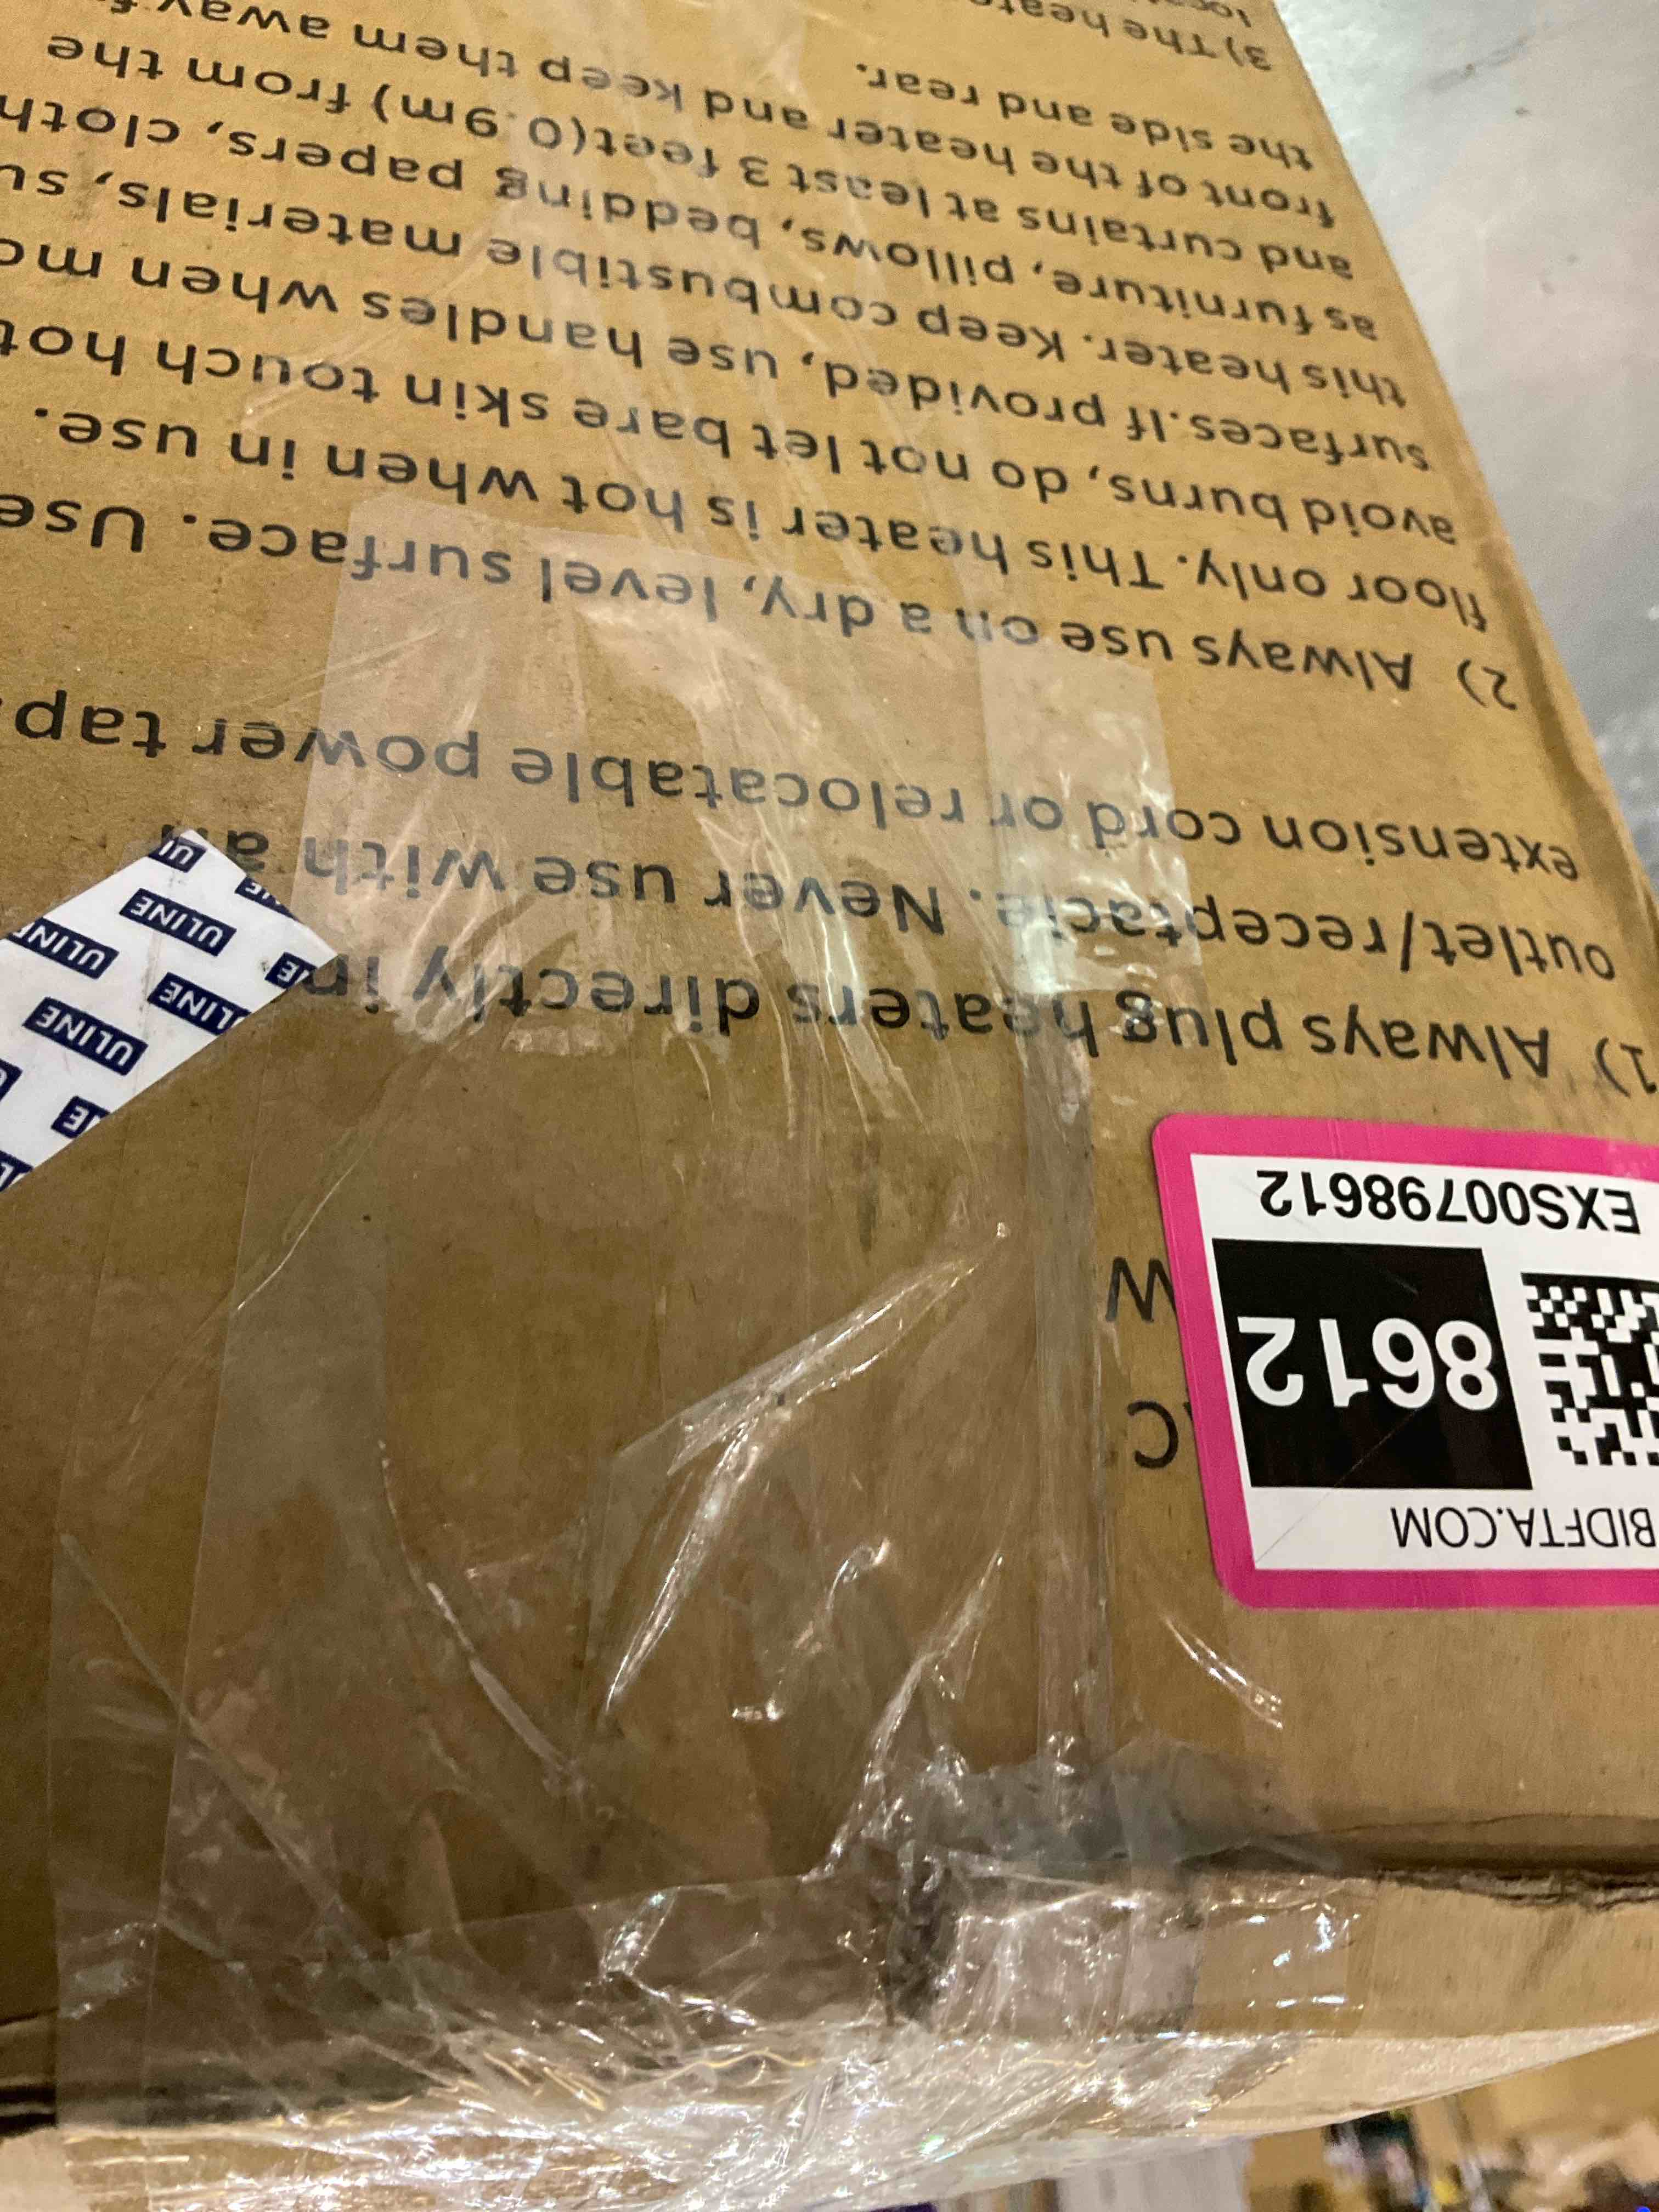 BIDFTA.COM
8612
EXS00798612
1) Always plug heaters directly in
outlet/receptacle. Never use with an
extension cord or relocatable power tap
2) Always use on a dry, level surface. Use
floor only. This heater is hot when in use.
avoid burns, do not let bare skin touch hot
surfaces.If provided, use handles when mo
this heater. Keep combustible materials, su
as furniture, pillows, bedding papers, cloth
and curtains at least 3 feet(0.9m) from the
front of the heater and keep them away f
the side and rear.
3) The heate
ULINE
ULINE
ULINE
ULINE